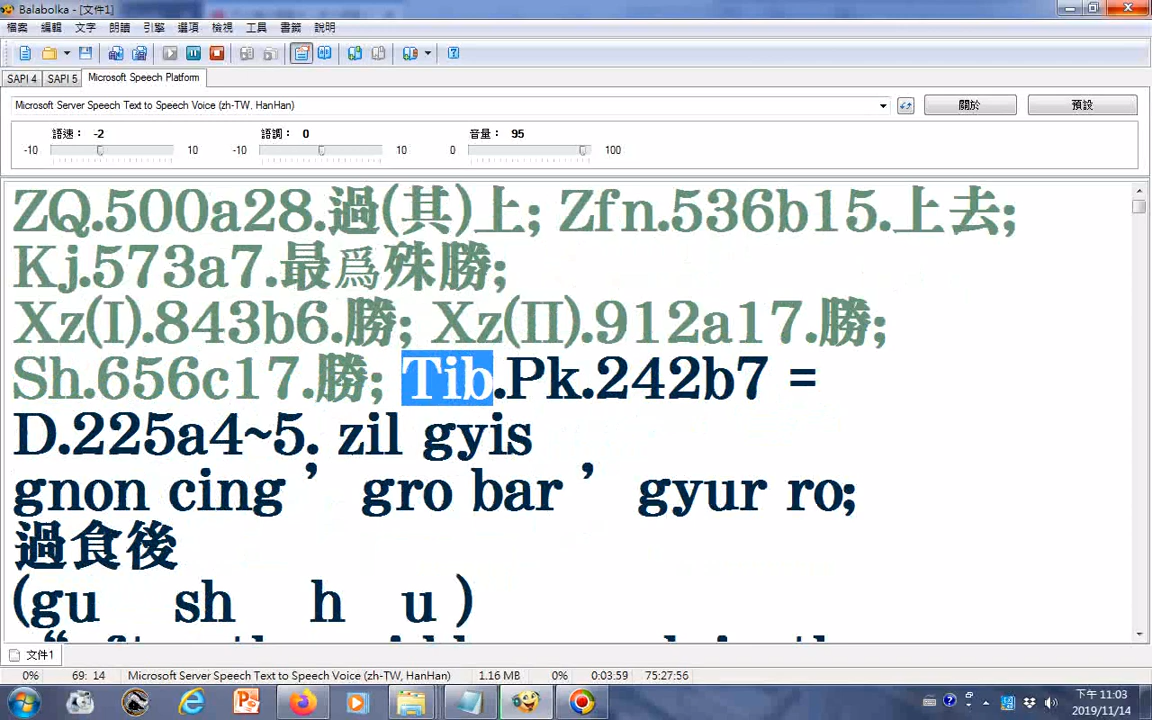 Balabolka - [文件1]
檔案 編輯 文字 朗讀 引擎 選項 檢視 工具 書籤 說明
SAPI 4 SAPI 5 Microsoft Speech Platform
Microsoft Server Speech Text to Speech Voice (zh-TW, HanHan) 關於 預設
語速： -2 語調： 0 音量： 95
-10 10 -10 10 0 100
ZQ.500a28.過(其)上; Zfn.536b15.上去;
Kj.573a7.最爲殊勝;
Xz(I).843b6.勝; Xz(II).912a17.勝;
Sh.656c17.勝; Tib.Pk.242b7 =
D.225a4~5. zil gyis
gnon cing ’ gro bar ’ gyur ro;
過食後
(gu sh h u )
文件1
0% 69: 14 Microsoft Server Speech Text to Speech Voice (zh-TW, HanHan) 1.16 MB 0% 0:03:59 75:27:56
下午 11:03
2019/11/14